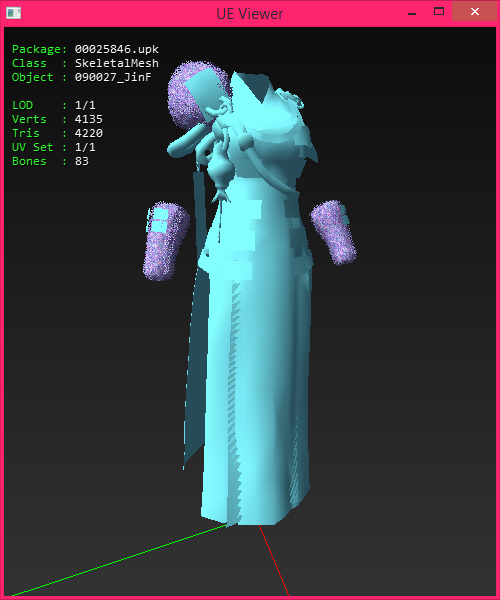 UE Viewer
Package: 00025846.upk
Class : SkeletalMesh
Object : 090027_JinF
LOD : 1/1
Verts : 4135
Tris : 4220
UV Set : 1/1
Bones : 83